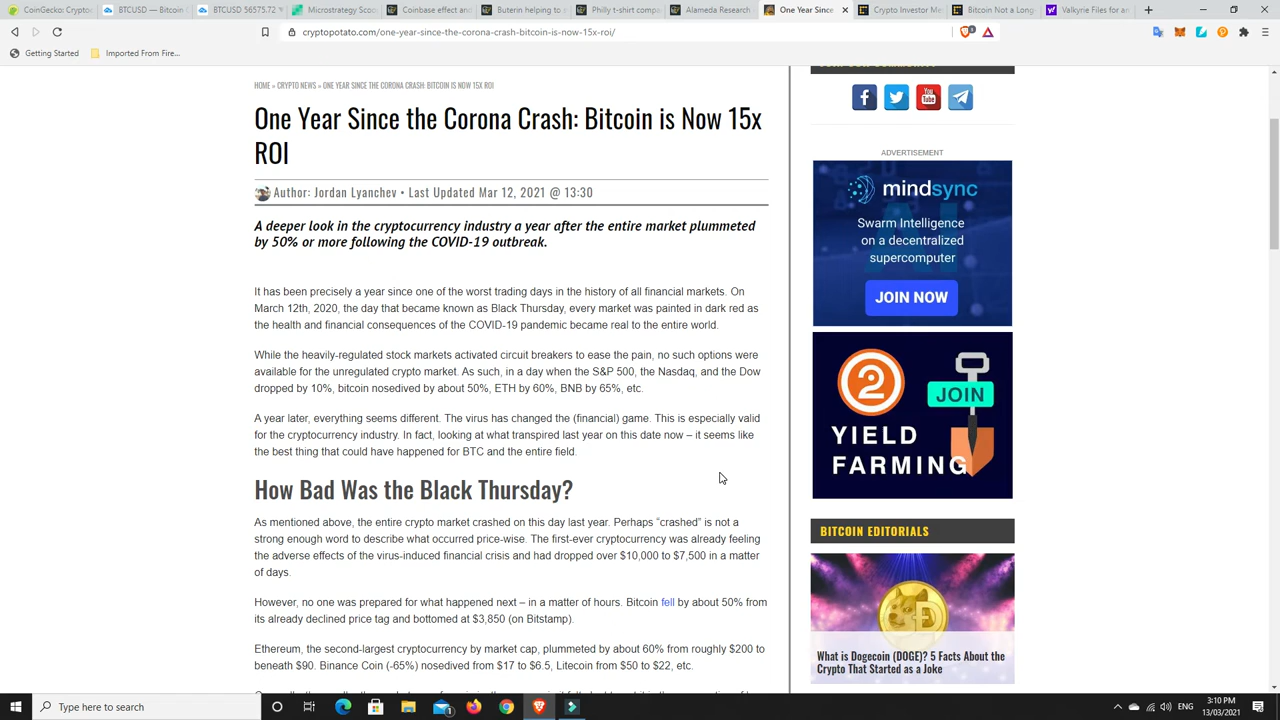 CoinGecko: Crypto
BTCUSD — Bitcoin
BTCUSD 56575.72
Microstrategy Scoo
Coinbase effect and
Buterin helping to
Philly t-shirt compa
Alameda Research
One Year Since
Crypto Investor Me
Bitcoin Not a Long
Valkyrie Files for an
cryptopotato.com/one-year-since-the-corona-crash-bitcoin-is-now-15x-roi/
Getting Started
Imported From Fire...
HOME » CRYPTO NEWS » ONE YEAR SINCE THE CORONA CRASH: BITCOIN IS NOW 15X ROI
One Year Since the Corona Crash: Bitcoin is Now 15x
ROI
Author: Jordan Lyanchev • Last Updated Mar 12, 2021 @ 13:30
A deeper look in the cryptocurrency industry a year after the entire market plummeted
by 50% or more following the COVID-19 outbreak.
It has been precisely a year since one of the worst trading days in the history of all financial markets. On
March 12th, 2020, the day that became known as Black Thursday, every market was painted in dark red as
the health and financial consequences of the COVID-19 pandemic became real to the entire world.
While the heavily-regulated stock markets activated circuit breakers to ease the pain, no such options were
available for the unregulated crypto market. As such, in a day when the S&P 500, the Nasdaq, and the Dow
dropped by 10%, bitcoin nosedived by about 50%, ETH by 60%, BNB by 65%, etc.
A year later, everything seems different. The virus has changed the (financial) game. This is especially valid
for the cryptocurrency industry. In fact, looking at what transpired last year on this date now – it seems like
the best thing that could have happened for BTC and the entire field.
How Bad Was the Black Thursday?
As mentioned above, the entire crypto market crashed on this day last year. Perhaps “crashed” is not a
strong enough word to describe what occurred price-wise. The first-ever cryptocurrency was already feeling
the adverse effects of the virus-induced financial crisis and had dropped over $10,000 to $7,500 in a matter
of days.
However, no one was prepared for what happened next – in a matter of hours. Bitcoin fell by about 50% from
its already declined price tag and bottomed at $3,850 (on Bitstamp).
Ethereum, the second-largest cryptocurrency by market cap, plummeted by about 60% from roughly $200 to
beneath $90. Binance Coin (-65%) nosedived from $17 to $6.5, Litecoin from $50 to $22, etc.
You Tube
ADVERTISEMENT
mindsync
Swarm Intelligence
on a decentralized
supercomputer
JOIN NOW
2
JOIN
YIELD
FARMING
BITCOIN EDITORIALS
What is Dogecoin (DOGE)? 5 Facts About the
Crypto That Started as a Joke
Type here to search
ENG
3:10 PM
13/03/2021